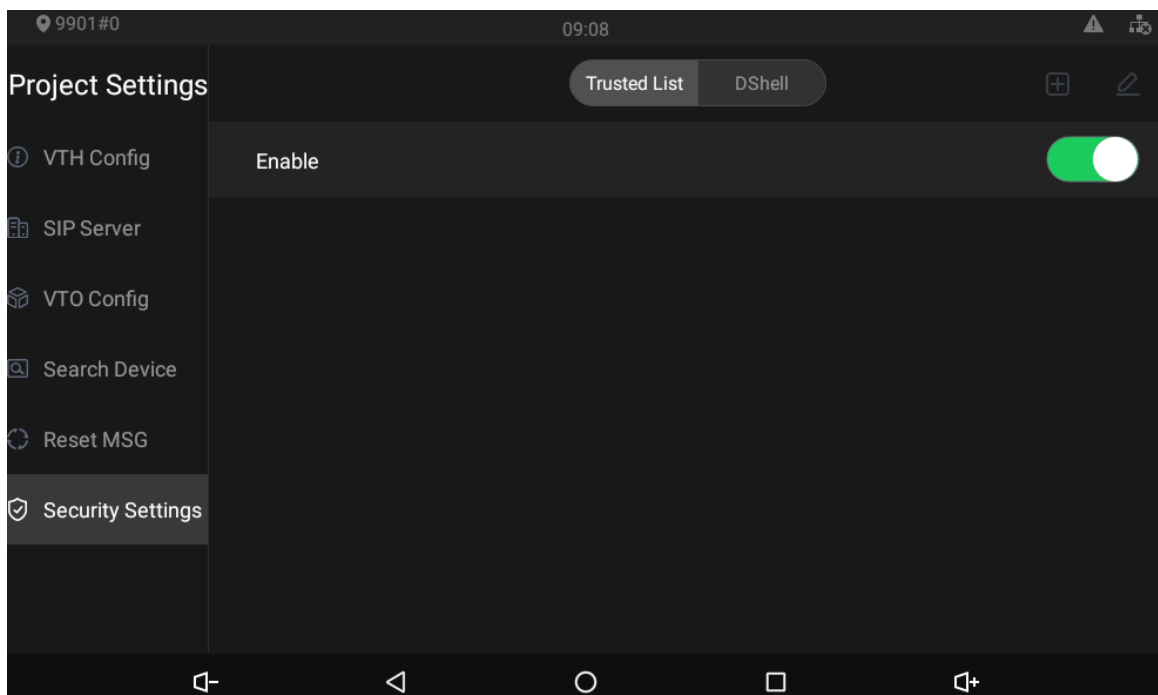 9901#0
09:08
Project Settings
Trusted List
DShell
VTH Config
Enable
SIP Server
VTO Config
Search Device
Reset MSG
Security Settings